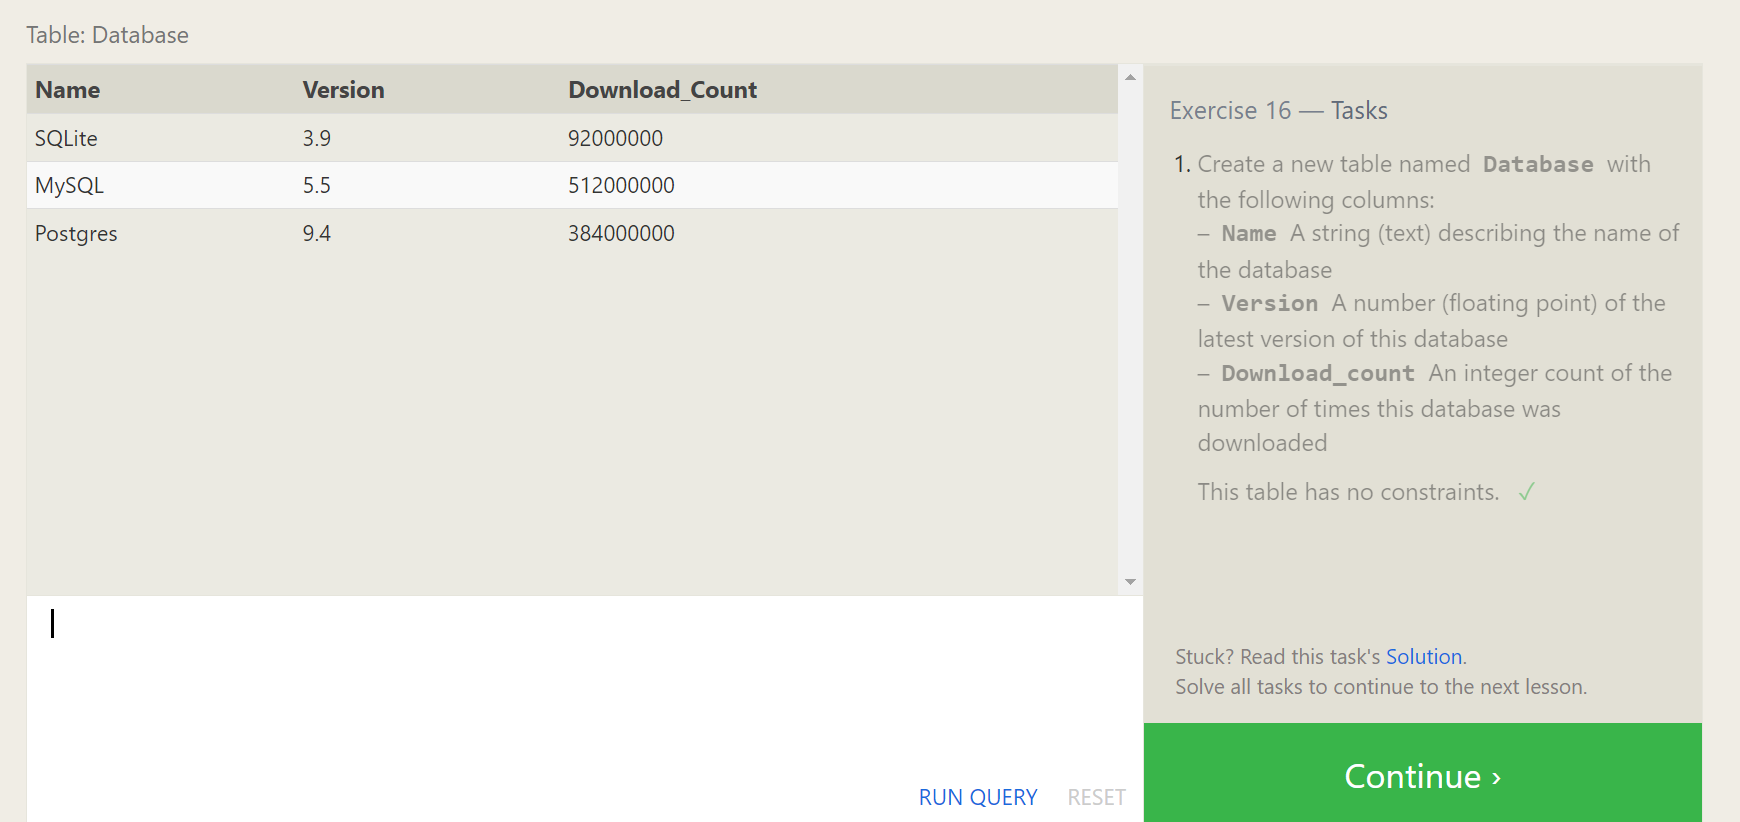 Table: Database
Name Version Download_Count
SQLite 3.9 92000000
MySQL 5.5 512000000
Postgres 9.4 384000000
Exercise 16 — Tasks
1. Create a new table named Database with
the following columns:
– Name A string (text) describing the name of
the database
– Version A number (floating point) of the
latest version of this database
– Download_count An integer count of the
number of times this database was
downloaded
This table has no constraints. ✓
Stuck? Read this task's Solution.
Solve all tasks to continue to the next lesson.
RUN QUERY RESET
Continue ›